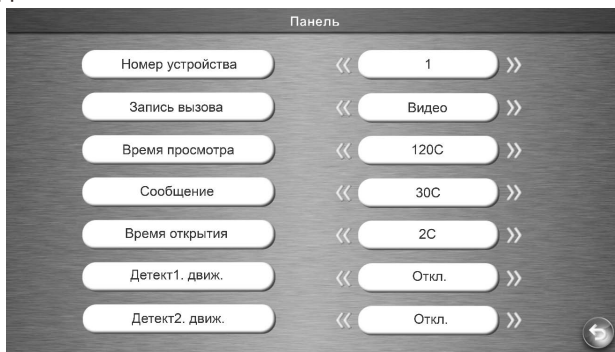 Панель
Номер устройства 1
Запись вызова Видео
Время просмотра 120С
Сообщение 30С
Время открытия 2С
Детект1. движ. Откл.
Детект2. движ. Откл.